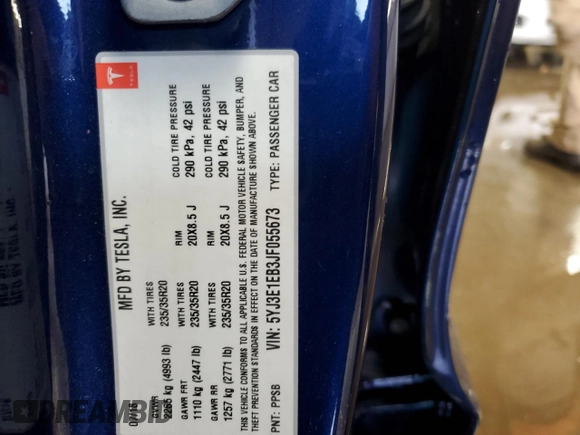 TESLA
MFD BY TESLA, INC.
GVWR WITH TIRES RIM COLD TIRE PRESSURE
2265 kg (4993 lb) 235/35R20 20X8.5 J 290 kPa, 42 psi
GAWR FRT WITH TIRES RIM COLD TIRE PRESSURE
1110 kg (2447 lb) 235/35R20 20X8.5 J 290 kPa, 42 psi
GAWR RR
1257 kg (2771 lb) 235/35R20 20X8.5 J
THIS VEHICLE CONFORMS TO ALL APPLICABLE U.S. FEDERAL MOTOR VEHICLE SAFETY, BUMPER, AND
THEFT PREVENTION STANDARDS IN EFFECT ON THE DATE OF MANUFACTURE SHOWN ABOVE.
PNT: PPSB VIN: 5YJ3E1EB3JF055673 TYPE: PASSENGER CAR
DREAMBID